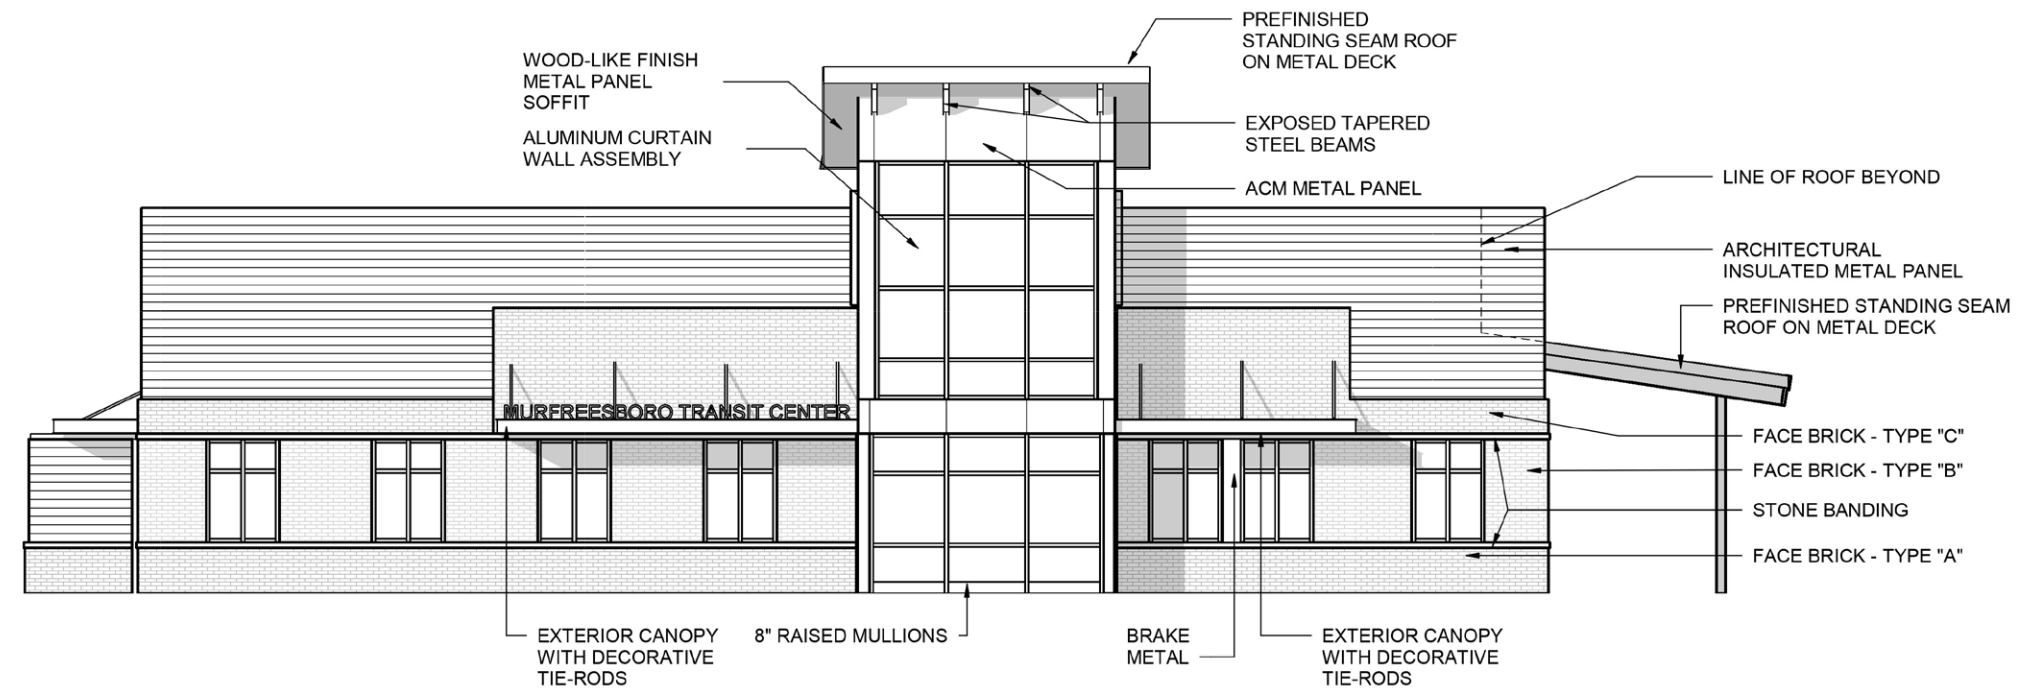 PREFINISHED
STANDING SEAM ROOF
ON METAL DECK
WOOD-LIKE FINISH
METAL PANEL
SOFFIT
ALUMINUM CURTAIN
WALL ASSEMBLY
EXPOSED TAPERED
STEEL BEAMS
ACM METAL PANEL
LINE OF ROOF BEYOND
ARCHITECTURAL
INSULATED METAL PANEL
PREFINISHED STANDING SEAM
ROOF ON METAL DECK
MURFREESBORO TRANSIT CENTER
FACE BRICK - TYPE "C"
FACE BRICK - TYPE "B"
STONE BANDING
FACE BRICK - TYPE "A"
EXTERIOR CANOPY
WITH DECORATIVE
TIE-RODS
8" RAISED MULLIONS
BRAKE
METAL
EXTERIOR CANOPY
WITH DECORATIVE
TIE-RODS